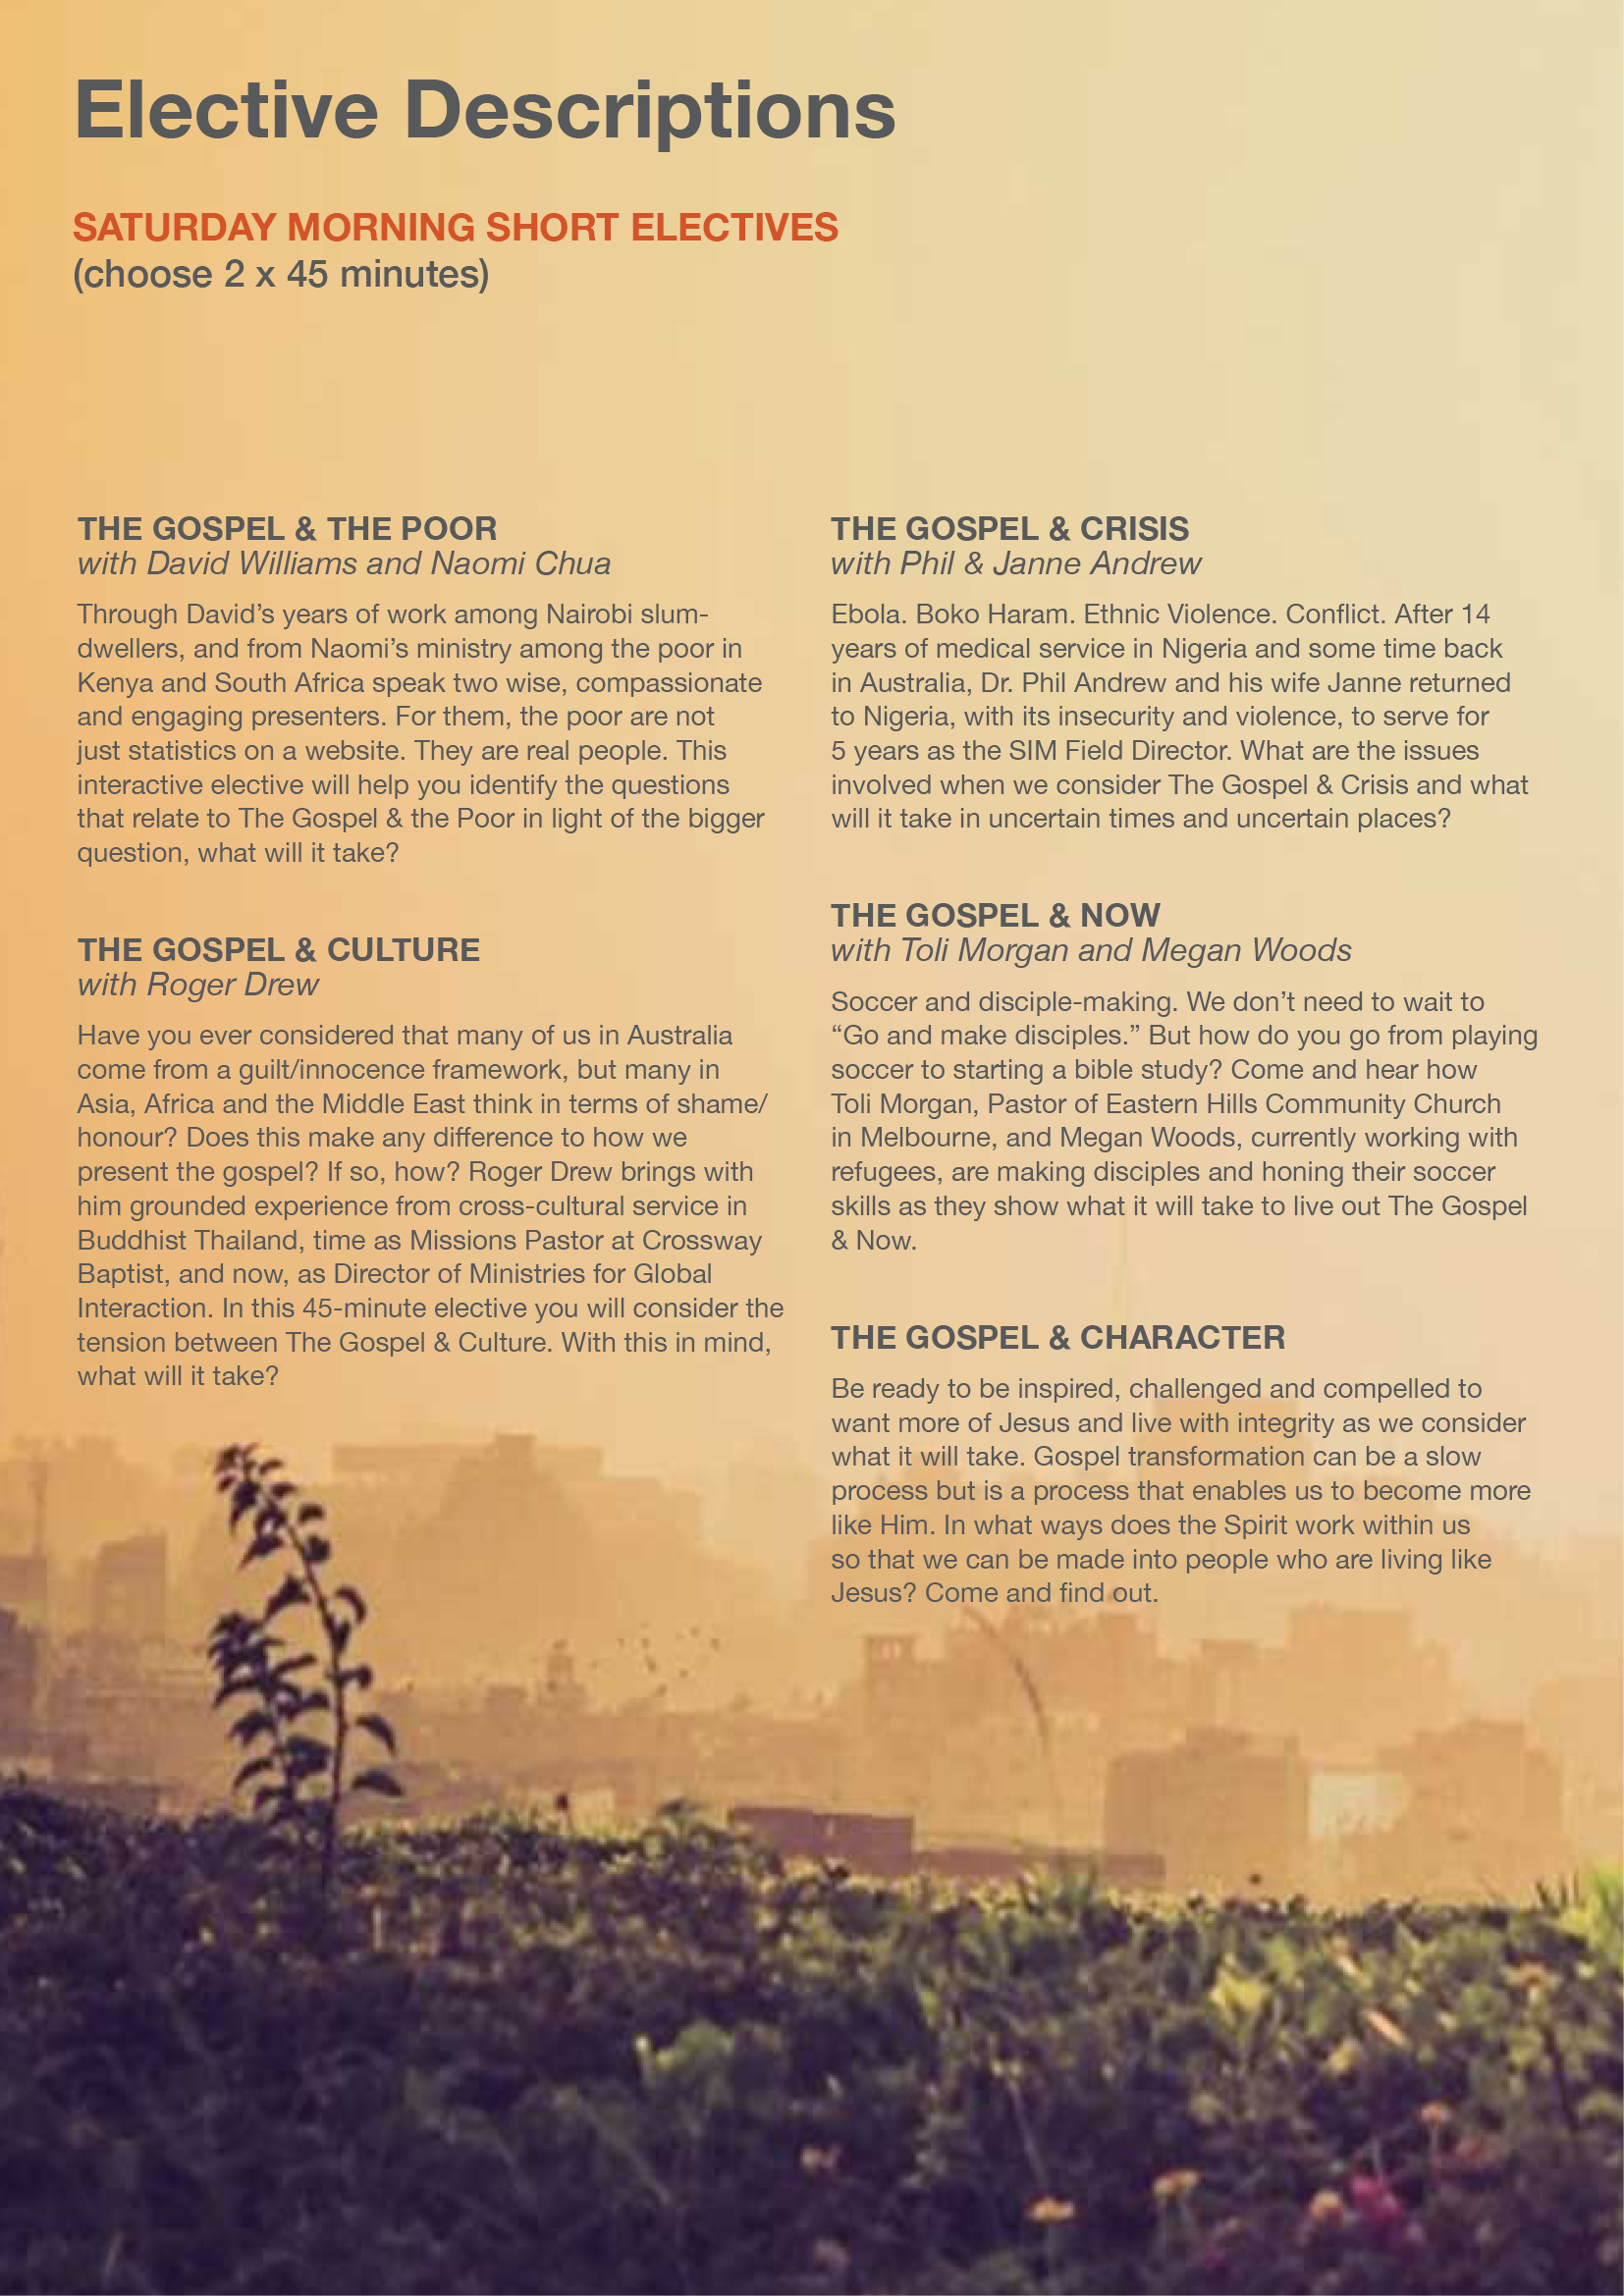 Elective Descriptions
SATURDAY MORNING SHORT ELECTIVES
(choose 2 x 45 minutes)
THE GOSPEL & THE POOR
with David Williams and Naomi Chua
Through David’s years of work among Nairobi slum-
dwellers, and from Naomi’s ministry among the poor in
Kenya and South Africa speak two wise, compassionate
and engaging presenters. For them, the poor are not
just statistics on a website. They are real people. This
interactive elective will help you identify the questions
that relate to The Gospel & the Poor in light of the bigger
question, what will it take?
THE GOSPEL & CULTURE
with Roger Drew
Have you ever considered that many of us in Australia
come from a guilt/innocence framework, but many in
Asia, Africa and the Middle East think in terms of shame/
honour? Does this make any difference to how we
present the gospel? If so, how? Roger Drew brings with
him grounded experience from cross-cultural service in
Buddhist Thailand, time as Missions Pastor at Crossway
Baptist, and now, as Director of Ministries for Global
Interaction. In this 45-minute elective you will consider the
tension between The Gospel & Culture. With this in mind,
what will it take?
THE GOSPEL & CRISIS
with Phil & Janne Andrew
Ebola. Boko Haram. Ethnic Violence. Conflict. After 14
years of medical service in Nigeria and some time back
in Australia, Dr. Phil Andrew and his wife Janne returned
to Nigeria, with its insecurity and violence, to serve for
5 years as the SIM Field Director. What are the issues
involved when we consider The Gospel & Crisis and what
will it take in uncertain times and uncertain places?
THE GOSPEL & NOW
with Toli Morgan and Megan Woods
Soccer and disciple-making. We don’t need to wait to
“Go and make disciples.” But how do you go from playing
soccer to starting a bible study? Come and hear how
Toli Morgan, Pastor of Eastern Hills Community Church
in Melbourne, and Megan Woods, currently working with
refugees, are making disciples and honing their soccer
skills as they show what it will take to live out The Gospel
& Now.
THE GOSPEL & CHARACTER
Be ready to be inspired, challenged and compelled to
want more of Jesus and live with integrity as we consider
what it will take. Gospel transformation can be a slow
process but is a process that enables us to become more
like Him. In what ways does the Spirit work within us
so that we can be made into people who are living like
Jesus? Come and find out.